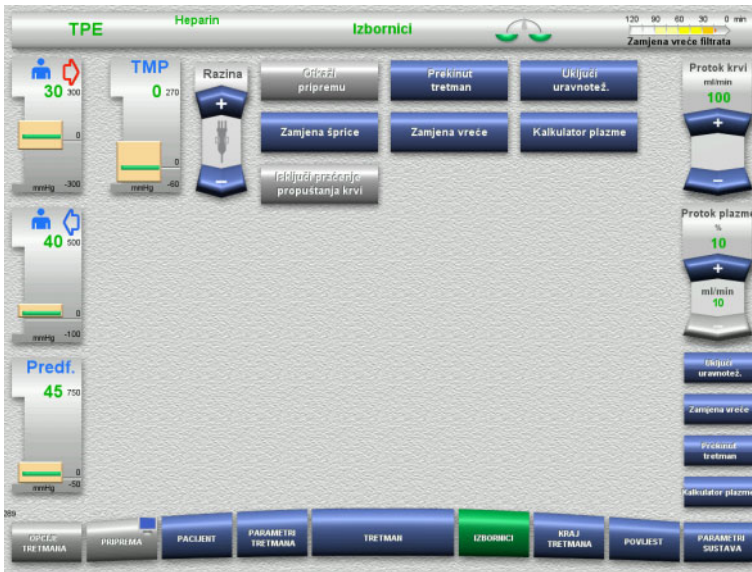 TPE
Heparin
Izbornici
120 90 60 30 0 min
Zamjena vreće filtrata
30 300
0
mmHg -300
TMP
0 270
0
mmHg -60
Razina
+
−
Otkaži
pripremu
Prekinut
tretman
Uključi
uravnotež.
Zamjena šprice
Zamjena vreće
Kalkulator plazme
Isključi praćenje
propuštanja krvi
Protok krvi
ml/min
100
+
−
40 500
0
mmHg -100
Protok plazme
%
10
+
ml/min
10
−
Predf.
45 750
0
mmHg -50
Uključi
uravnotež.
Zamjena vreće
Prekinut
tretman
Kalkulator plazme
289
OPCIJE
TRETMANA
PRIPREMA
PACIJENT
PARAMETRI
TRETMANA
TRETMAN
IZBORNICI
KRAJ
TRETMANA
POVIJEST
PARAMETRI
SUSTAVA